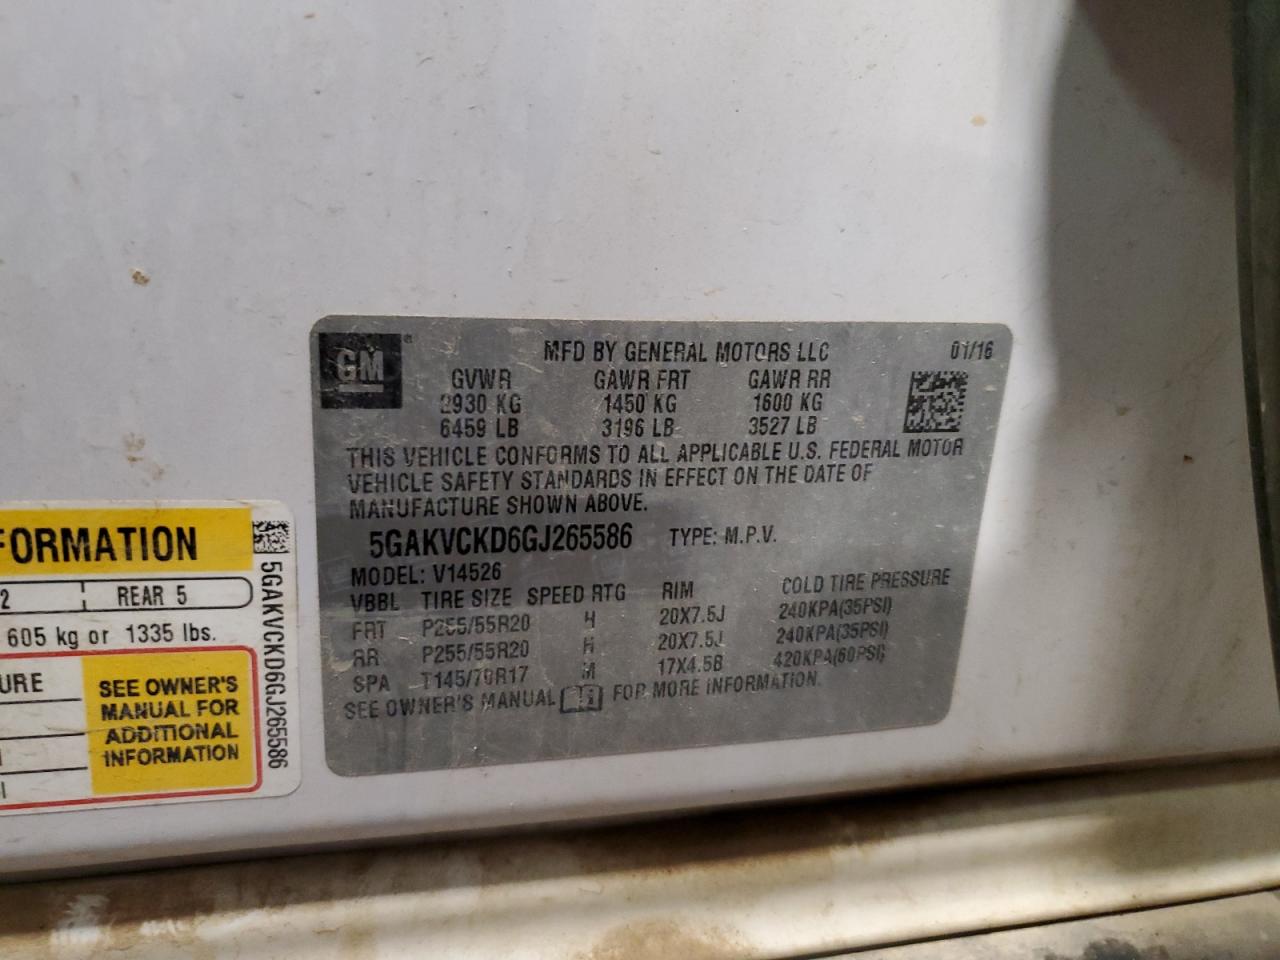 GM
MFD BY GENERAL MOTORS LLC 01/16
GVWR GAWR FRT GAWR RR
2930 KG 1450 KG 1600 KG
6459 LB 3196 LB 3527 LB
THIS VEHICLE CONFORMS TO ALL APPLICABLE U.S. FEDERAL MOTOR
VEHICLE SAFETY STANDARDS IN EFFECT ON THE DATE OF
MANUFACTURE SHOWN ABOVE.
5GAKVCKD6GJ265586 TYPE: M.P.V.
MODEL: V14526
VBBL TIRE SIZE SPEED RTG RIM COLD TIRE PRESSURE
FRT P255/55R20 H 20X7.5J 240KPA(35PSI)
RR P255/55R20 H 20X7.5J 240KPA(35PSI)
SPA T145/70R17 M 17X4.5B 420KPA(60PSI)
SEE OWNER'S MANUAL FOR MORE INFORMATION.
FORMATION
2 REAR 5
605 kg or 1335 lbs.
URE
SEE OWNER'S
MANUAL FOR
ADDITIONAL
INFORMATION
5GAKVCKD6GJ265586